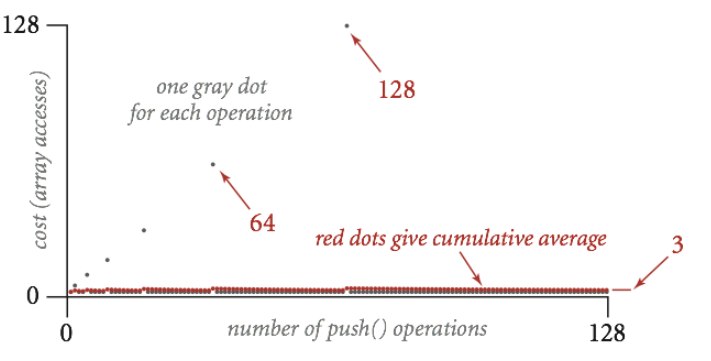 128
one gray dot
for each operation
128
cost (array accesses)
64
red dots give cumulative average
3
0
0
number of push() operations
128